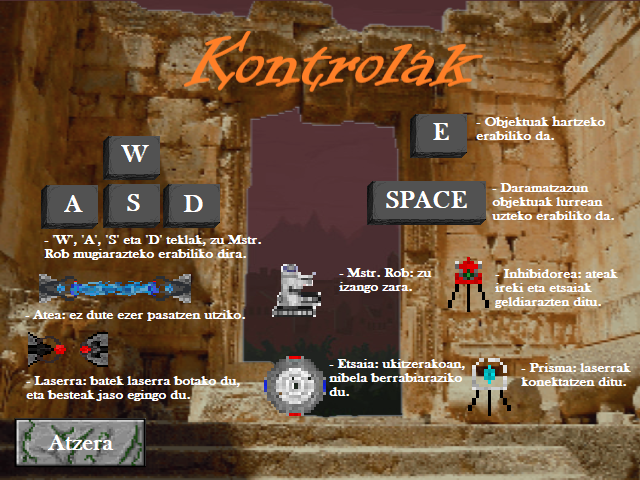 Kontrolak
W
A
S
D
- 'W', 'A', 'S' eta 'D' teklak, zu Mstr.
Rob mugiarazteko erabiliko dira.
E
- Objektuak hartzeko
erabiliko da.
SPACE
- Daramatzazun
objektuak lurrean
uzteko erabiliko da.
- Atea: ez dute ezer pasatzen utziko.
- Mstr. Rob: zu
izango zara.
- Inhibidorea: ateak
ireki eta etsaiak
geldiarazten ditu.
- Laserra: batek laserra botako du,
eta besteak jaso egingo du.
- Etsaia: ukitzerakoan,
nibela berrabiaraziko
du.
- Prisma: laserrak
konektatzen ditu.
Atzera